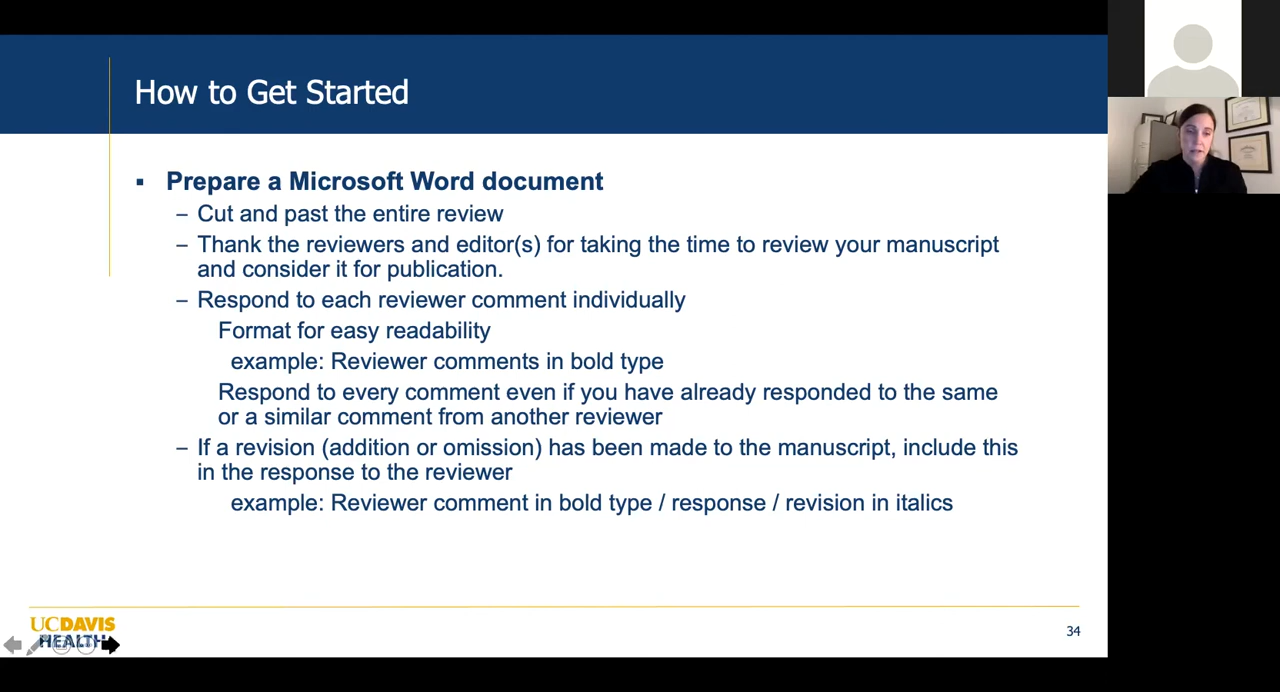 How to Get Started
▪ Prepare a Microsoft Word document
– Cut and past the entire review
– Thank the reviewers and editor(s) for taking the time to review your manuscript
and consider it for publication.
– Respond to each reviewer comment individually
Format for easy readability
example: Reviewer comments in bold type
Respond to every comment even if you have already responded to the same
or a similar comment from another reviewer
– If a revision (addition or omission) has been made to the manuscript, include this
in the response to the reviewer
example: Reviewer comment in bold type / response / revision in italics
UCDAVIS
HEALTH
34